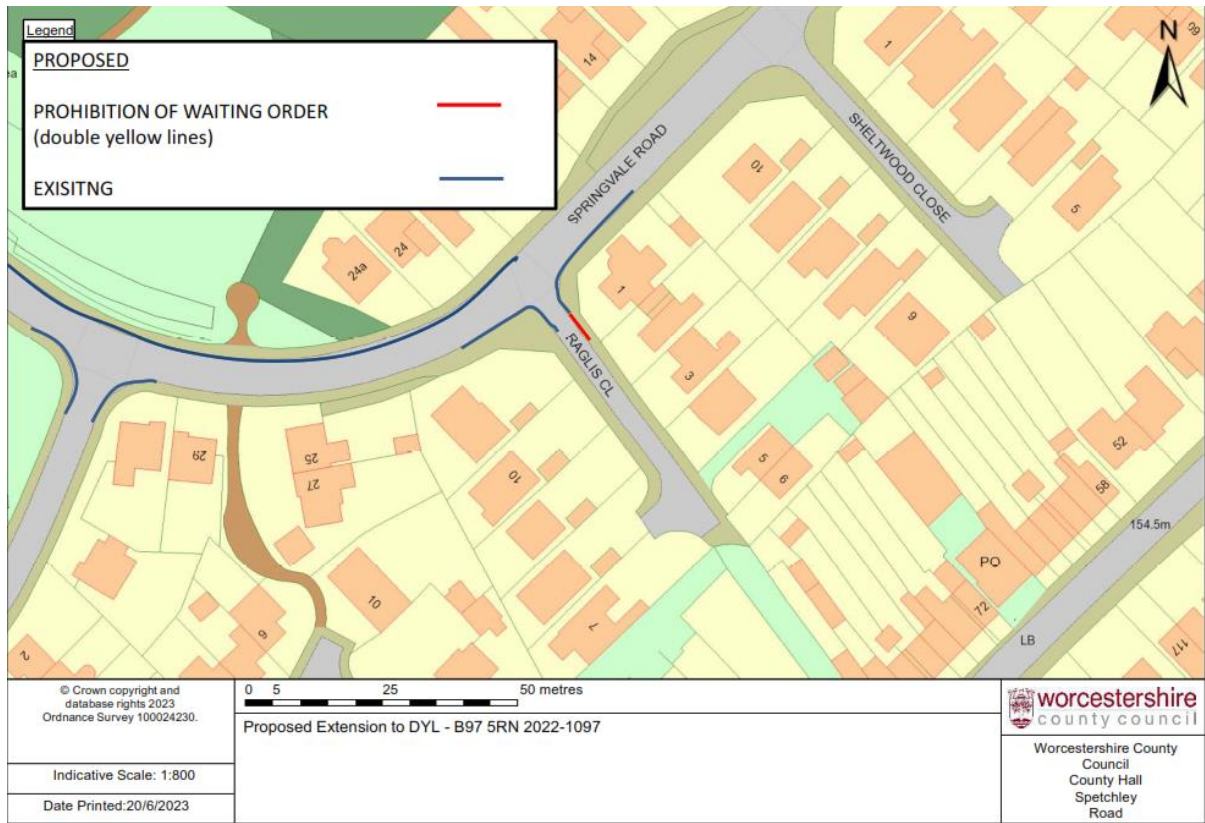 Legend
PROPOSED
PROHIBITION OF WAITING ORDER
(double yellow lines)
EXISITNG
ea
14
1
60
N
SPRINGVALE ROAD
SHELTWOOD CLOSE
10
5
24
24a
1
RAGLIS CL
3
9
29
25
27
10
5
6
52
58
154.5m
PO
72
LB
117
10
9
2
7
© Crown copyright and
database rights 2023
Ordnance Survey 100024230.
Indicative Scale: 1:800
Date Printed:20/6/2023
0 5 25 50 metres
Proposed Extension to DYL - B97 5RN 2022-1097
worcestershire
county council
Worcestershire County
Council
County Hall
Spetchley
Road